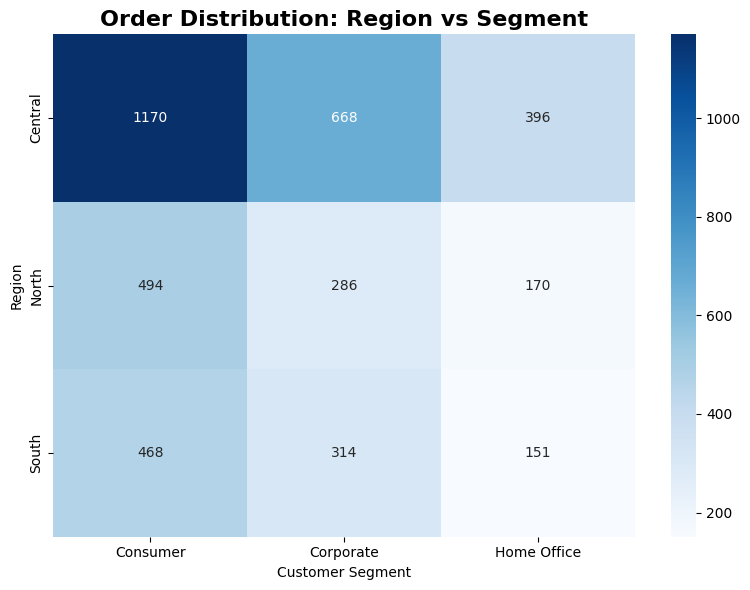 Order Distribution: Region vs Segment
Region
Central
1170 668 396
North
494 286 170
South
468 314 151
Consumer Corporate Home Office
Customer Segment
1000
800
600
400
200